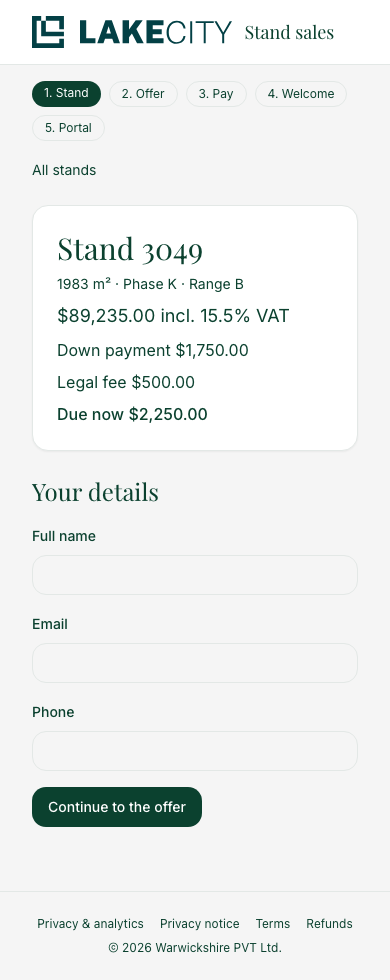 LAKECITY Stand sales
1. Stand
2. Offer
3. Pay
4. Welcome
5. Portal
All stands
Stand 3049
1983 m² · Phase K · Range B
$89,235.00 incl. 15.5% VAT
Down payment $1,750.00
Legal fee $500.00
Due now $2,250.00
Your details
Full name
Email
Phone
Continue to the offer
Privacy & analytics Privacy notice Terms Refunds
© 2026 Warwickshire PVT Ltd.